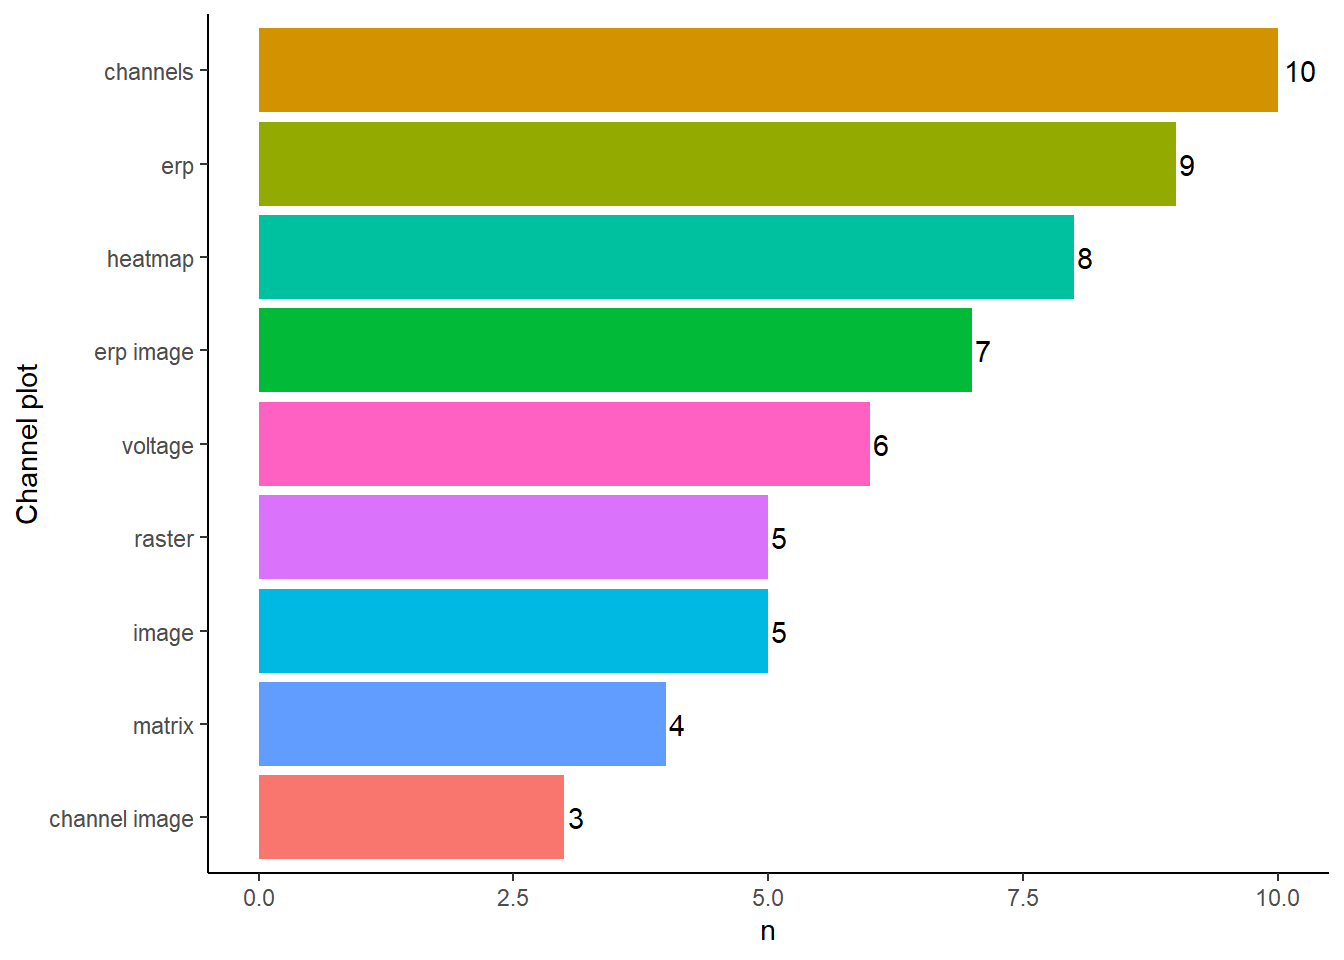 channels
10
erp
9
heatmap
8
erp image
7
voltage
6
raster
5
image
5
matrix
4
channel image
3
Channel plot
0.0 2.5 5.0 7.5 10.0
n